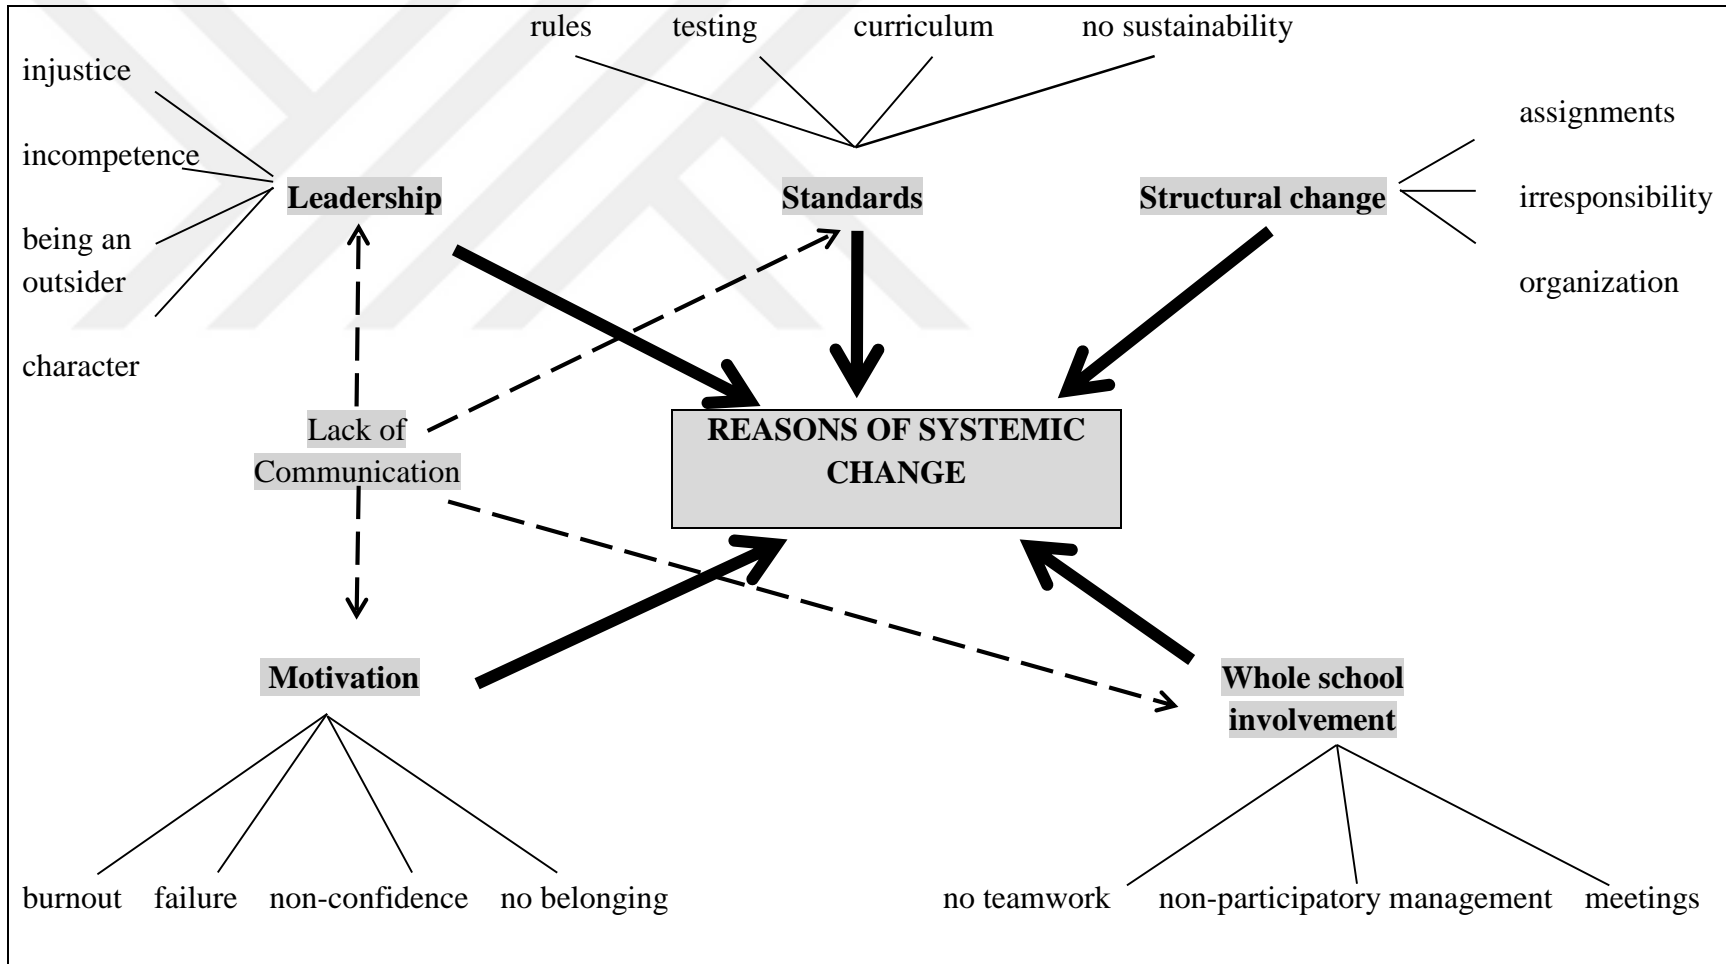 rules testing curriculum no sustainability
injustice
assignments
incompetence
Leadership Standards Structural change irresponsibility
being an
outsider
organization
character
Lack of
Communication
REASONS OF SYSTEMIC
CHANGE
Motivation
Whole school
involvement
burnout failure non-confidence no belonging
no teamwork non-participatory management meetings